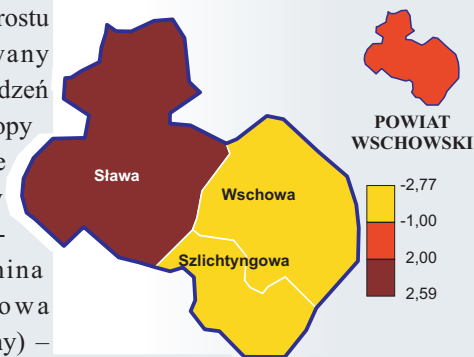 rostu
wany
dzeń
opy
e
-
nina
owa
ny) –
Sława
Wschowa
Szlichtyngowa
POWIAT
WSCHOWSKI
-2,77
-1,00
2,00
2,59